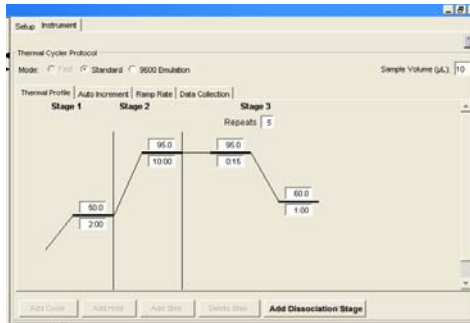 Setup Instrument
Thermal Cycler Protocol
Mode: Fast Standard 9600 Emulation Sample Volume (µL): 10
Thermal Profile Auto Increment Ramp Rate Data Collection
Stage 1 Stage 2 Stage 3
Repeats 5
95.0 95.0
10:00 0:15
50.0 60.0
2:00 1:00
Add Cycle Add Hold Add Step Delete Step Add Dissociation Stage